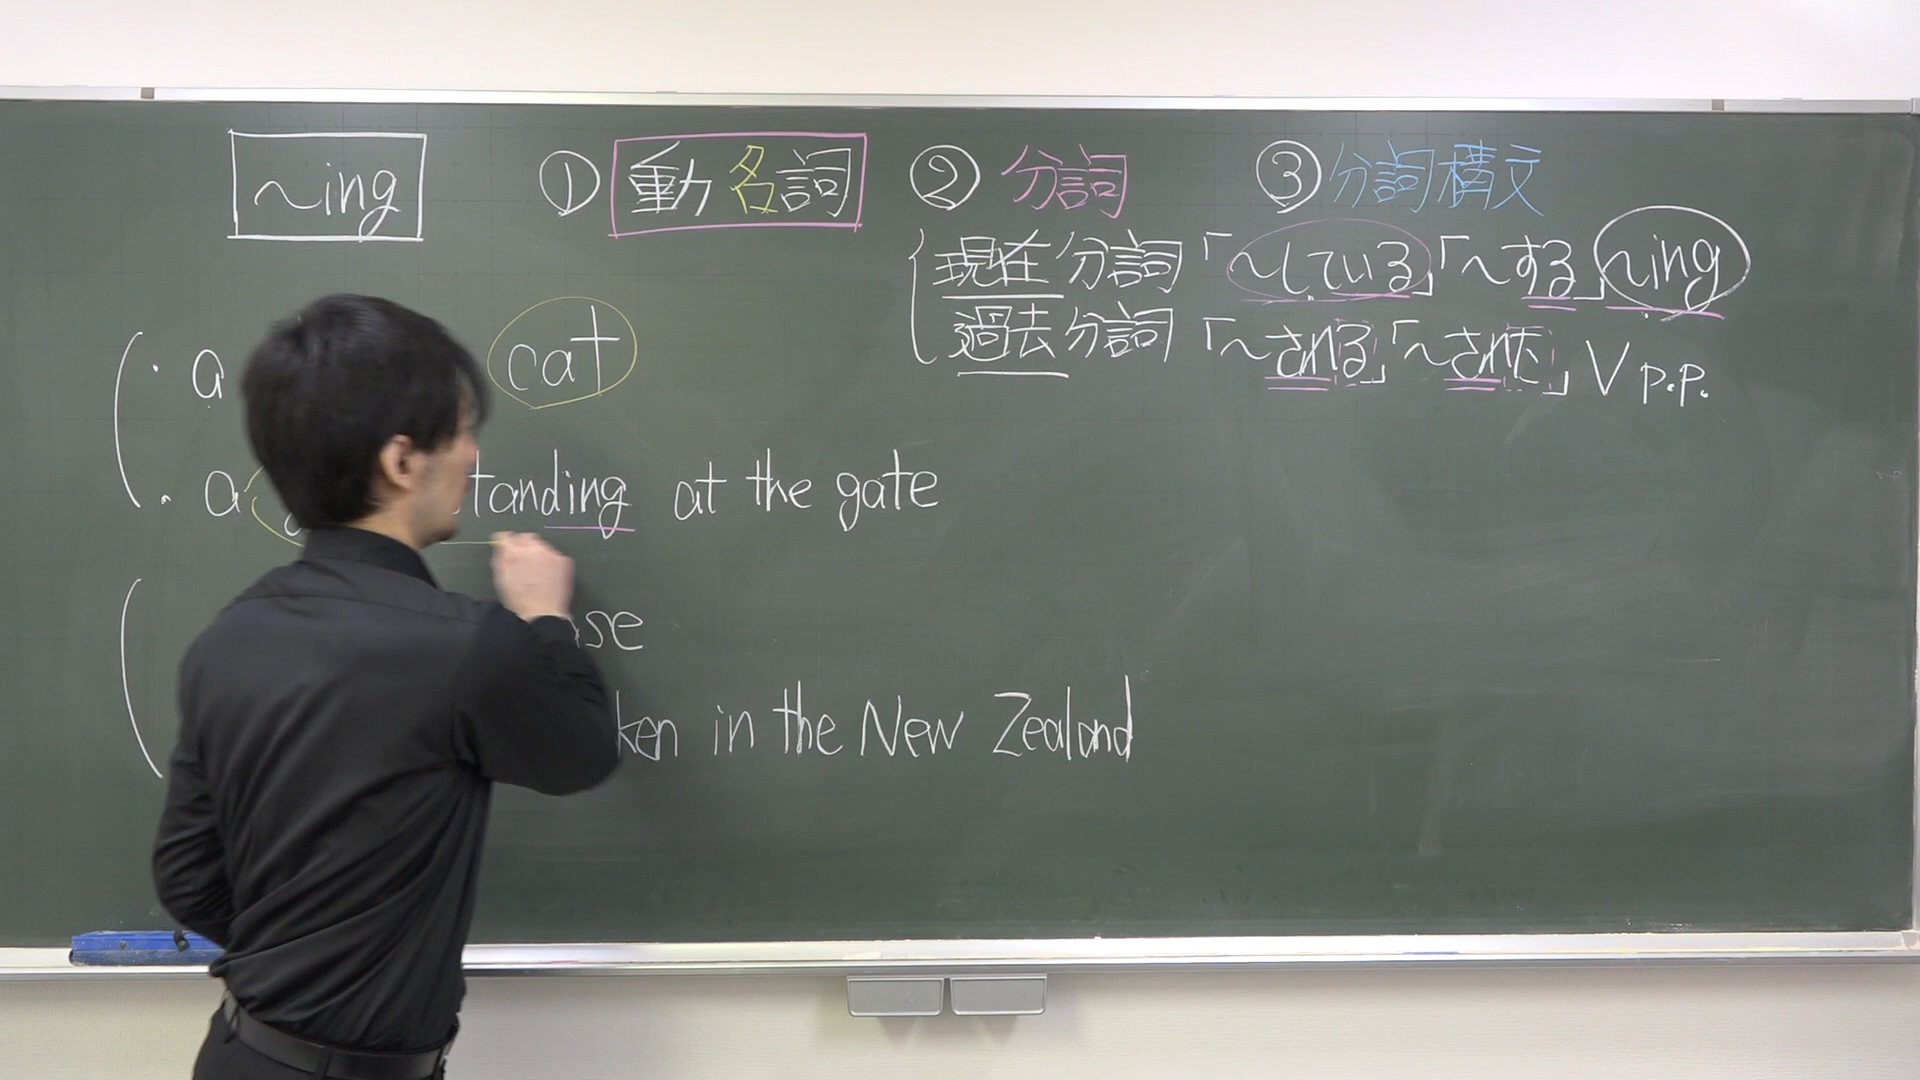 ~ing ① 動名詞 ② 分詞 ③ 分詞構文
現在分詞「~している」「~する」~ing
過去分詞「~される」「~された」V p.p.
・a cat
・a tanding at the gate
se
ken in the New Zealand